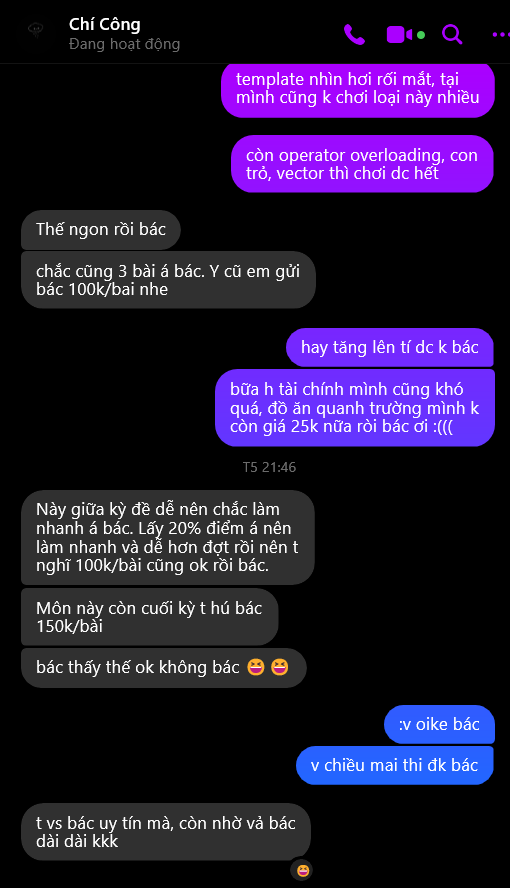 Chí Công
Đang hoạt động
template nhìn hơi rối mắt, tại
mình cũng k chơi loại này nhiều
còn operator overloading, con
trỏ, vector thì chơi dc hết
Thế ngon rồi bác
chắc cũng 3 bài á bác. Y cũ em gửi
bác 100k/bai nhe
hay tăng lên tí dc k bác
bữa h tài chính mình cũng khó
quá, đồ ăn quanh trường mình k
còn giá 25k nữa ròi bác ơi :(((
T5 21:46
Này giữa kỳ đề dễ nên chắc làm
nhanh á bác. Lấy 20% điểm á nên
làm nhanh và dễ hơn đợt rồi nên t
nghĩ 100k/bài cũng ok rồi bác.
Môn này còn cuối kỳ t hú bác
150k/bài
bác thấy thế ok không bác 😆 😆
:v oike bác
v chiều mai thi đk bác
t vs bác uy tín mà, còn nhờ vả bác
dài dài kkk